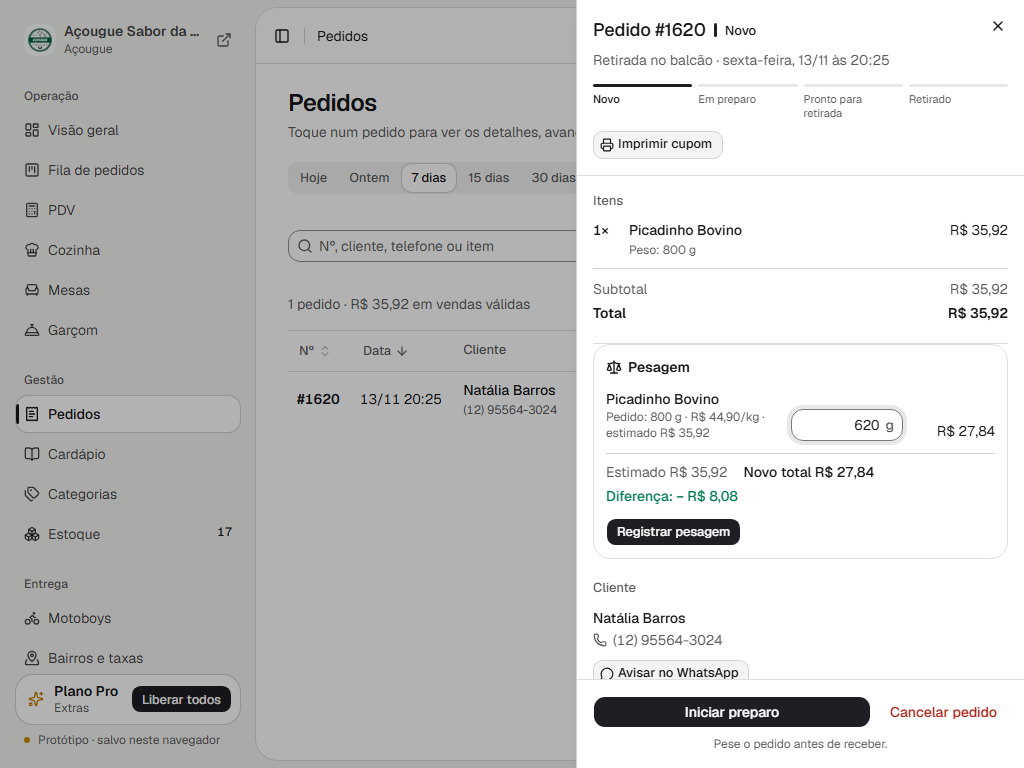 Açougue Sabor da ...
Açougue
Operação
Visão geral
Fila de pedidos
PDV
Cozinha
Mesas
Garçom
Gestão
Pedidos
Cardápio
Categorias
Estoque 17
Entrega
Motoboys
Bairros e taxas
Plano Pro
Extras
Liberar todos
Protótipo · salvo neste navegador
Pedidos
Pedidos
Toque num pedido para ver os detalhes, avan
Hoje Ontem 7 dias 15 dias 30 dias
Nº, cliente, telefone ou item
1 pedido · R$ 35,92 em vendas válidas
Nº Data Cliente
#1620 13/11 20:25 Natália Barros
(12) 95564-3024
Pedido #1620 Novo
Retirada no balcão · sexta-feira, 13/11 às 20:25
Novo Em preparo Pronto para retirada Retirado
Imprimir cupom
Itens
1× Picadinho Bovino R$ 35,92
Peso: 800 g
Subtotal R$ 35,92
Total R$ 35,92
Pesagem
Picadinho Bovino
Pedido: 800 g · R$ 44,90/kg ·
estimado R$ 35,92
620 g R$ 27,84
Estimado R$ 35,92 Novo total R$ 27,84
Diferença: − R$ 8,08
Registrar pesagem
Cliente
Natália Barros
(12) 95564-3024
Avisar no WhatsApp
Iniciar preparo Cancelar pedido
Pese o pedido antes de receber.